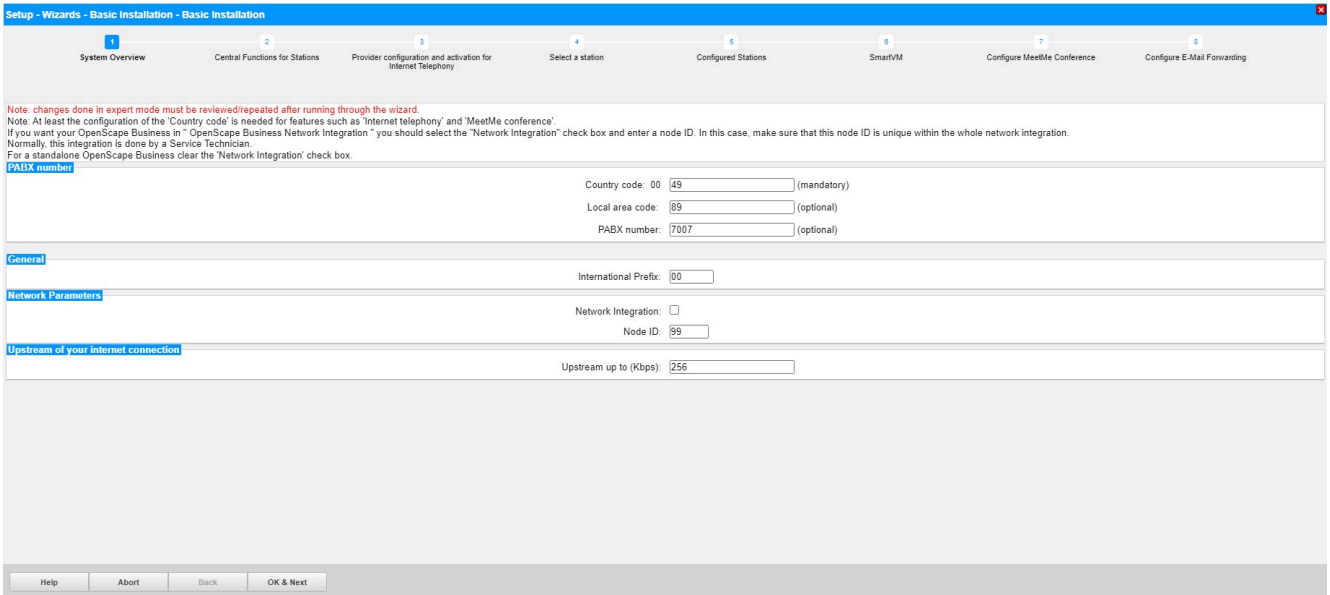 Setup - Wizards - Basic Installation - Basic Installation
1 2 3 4 5 6 7 8
System Overview
Central Functions for Stations
Provider configuration and activation for
Internet Telephony
Select a station
Configured Stations
SmartVM
Configure MeetMe Conference
Configure E-Mail Forwarding
Note: changes done in expert mode must be reviewed/repeated after running through the wizard.
Note: At least the configuration of the 'Country code' is needed for features such as 'Internet telephony' and 'MeetMe conference'.
If you want your OpenScape Business in " OpenScape Business Network Integration " you should select the "Network Integration" check box and enter a node ID. In this case, make sure that this node ID is unique within the whole network integration.
Normally, this integration is done by a Service Technician.
For a standalone OpenScape Business clear the 'Network Integration' check box.
PABX number
Country code: 00 49 (mandatory)
Local area code: 89 (optional)
PABX number: 7007 (optional)
General
International Prefix: 00
Network Parameters
Network Integration:
Node ID: 99
Upstream of your internet connection
Upstream up to (Kbps): 256
Help Abort Back OK & Next